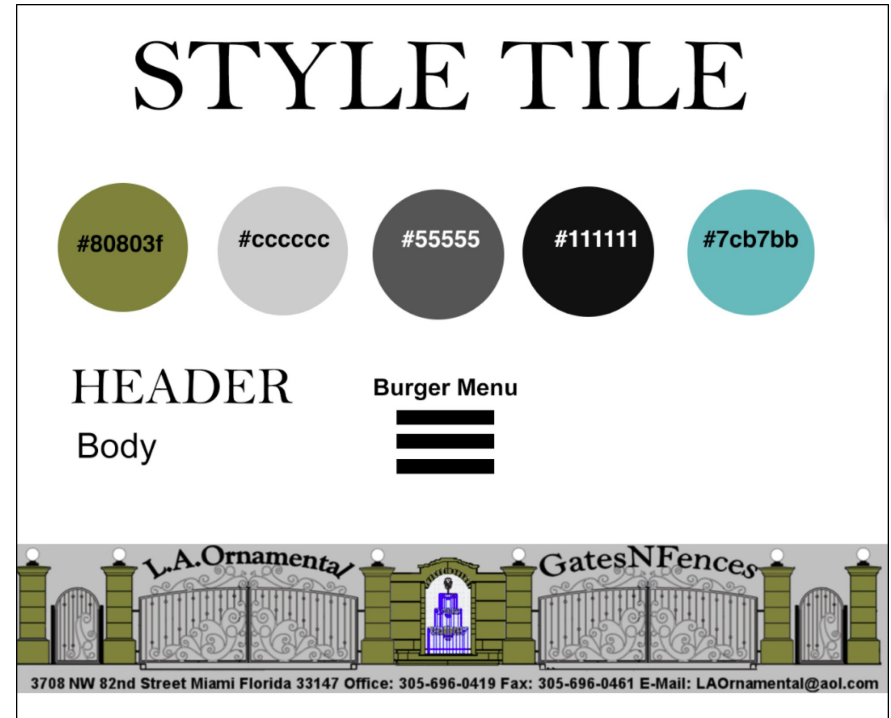 STYLE TILE
#80803f #cccccc #55555 #111111 #7cb7bb
HEADER
Burger Menu
Body
L.A.Ornamental GatesNFences
3708 NW 82nd Street Miami Florida 33147 Office: 305-696-0419 Fax: 305-696-0461 E-Mail: LAOrnamental@aol.com